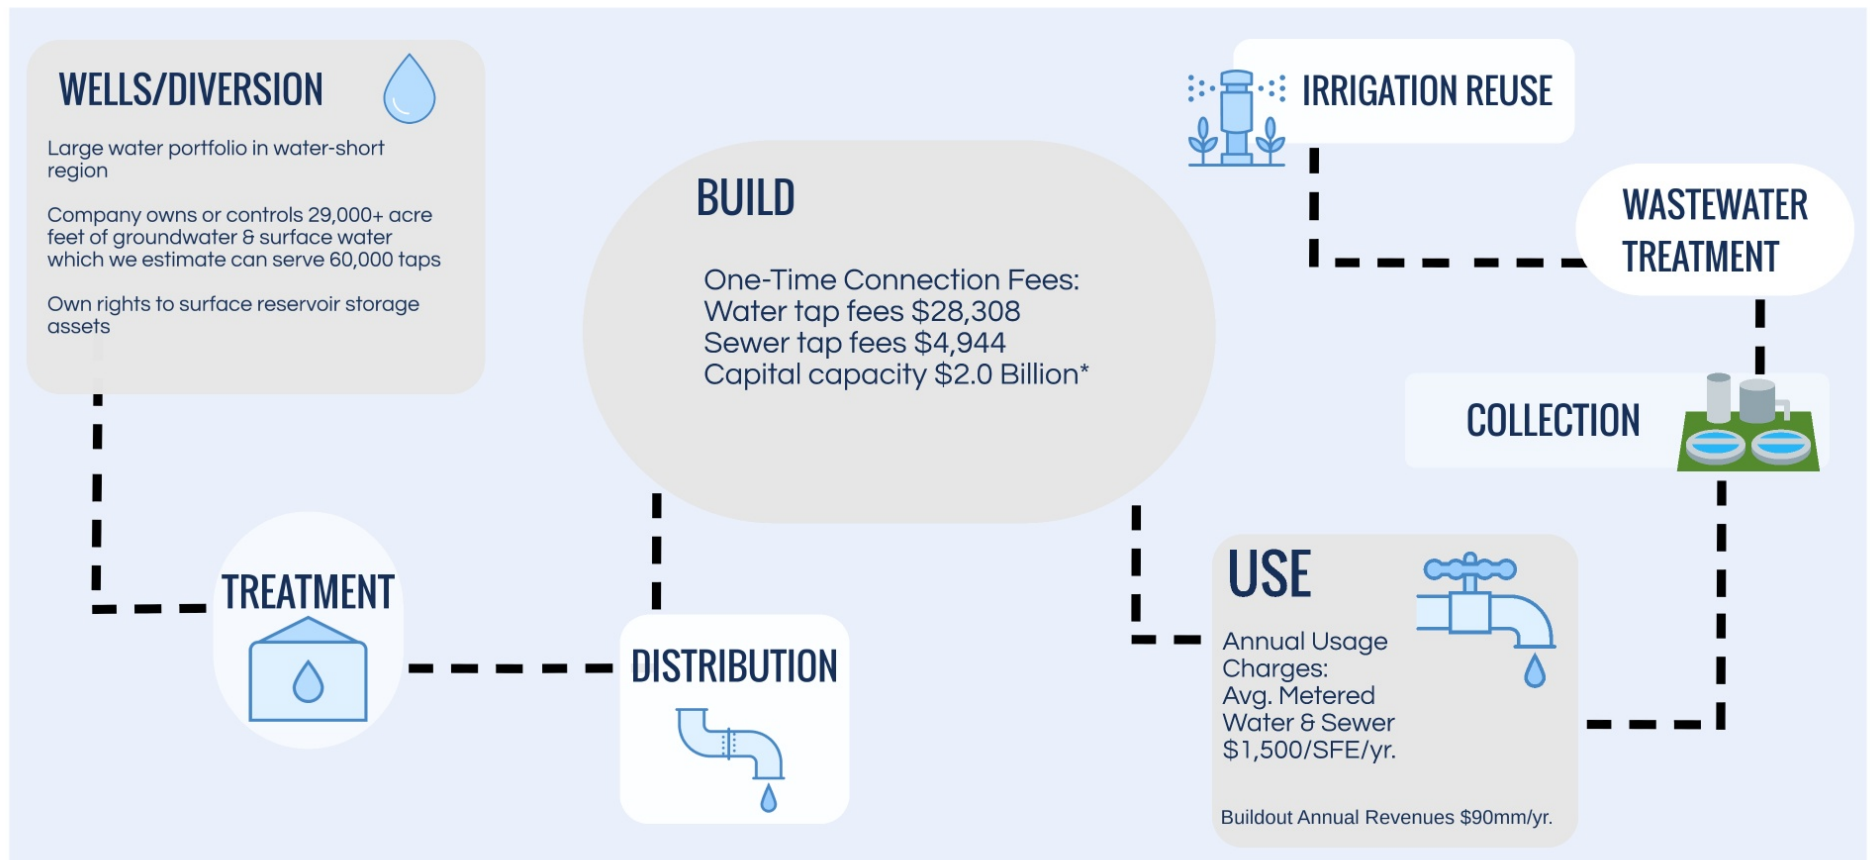 WELLS/DIVERSION
Large water portfolio in water-short
region
Company owns or controls 29,000+ acre
feet of groundwater & surface water
which we estimate can serve 60,000 taps
Own rights to surface reservoir storage
assets
TREATMENT
DISTRIBUTION
BUILD
One-Time Connection Fees:
Water tap fees $28,308
Sewer tap fees $4,944
Capital capacity $2.0 Billion*
USE
Annual Usage
Charges:
Avg. Metered
Water & Sewer
$1,500/SFE/yr.
Buildout Annual Revenues $90mm/yr.
COLLECTION
WASTEWATER
TREATMENT
IRRIGATION REUSE